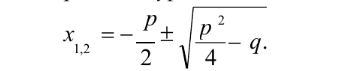 x₁,₂ = −p/2 ± √(p²/4 − q).